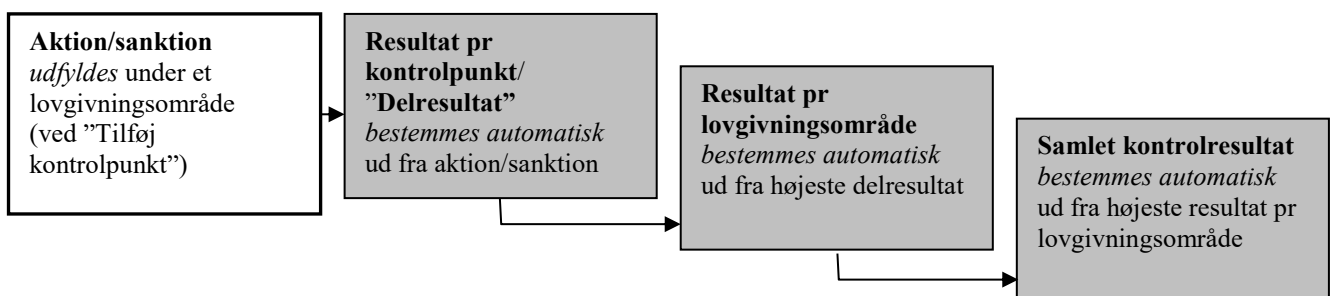 Aktion/sanktion
udfyldes under et
lovgivningsområde
(ved ”Tilføj
kontrolpunkt”)
Resultat pr
kontrolpunkt/
”Delresultat”
bestemmes automatisk
ud fra aktion/sanktion
Resultat pr
lovgivningsområde
bestemmes automatisk
ud fra højeste delresultat
Samlet kontrolresultat
bestemmes automatisk
ud fra højeste resultat pr
lovgivningsområde